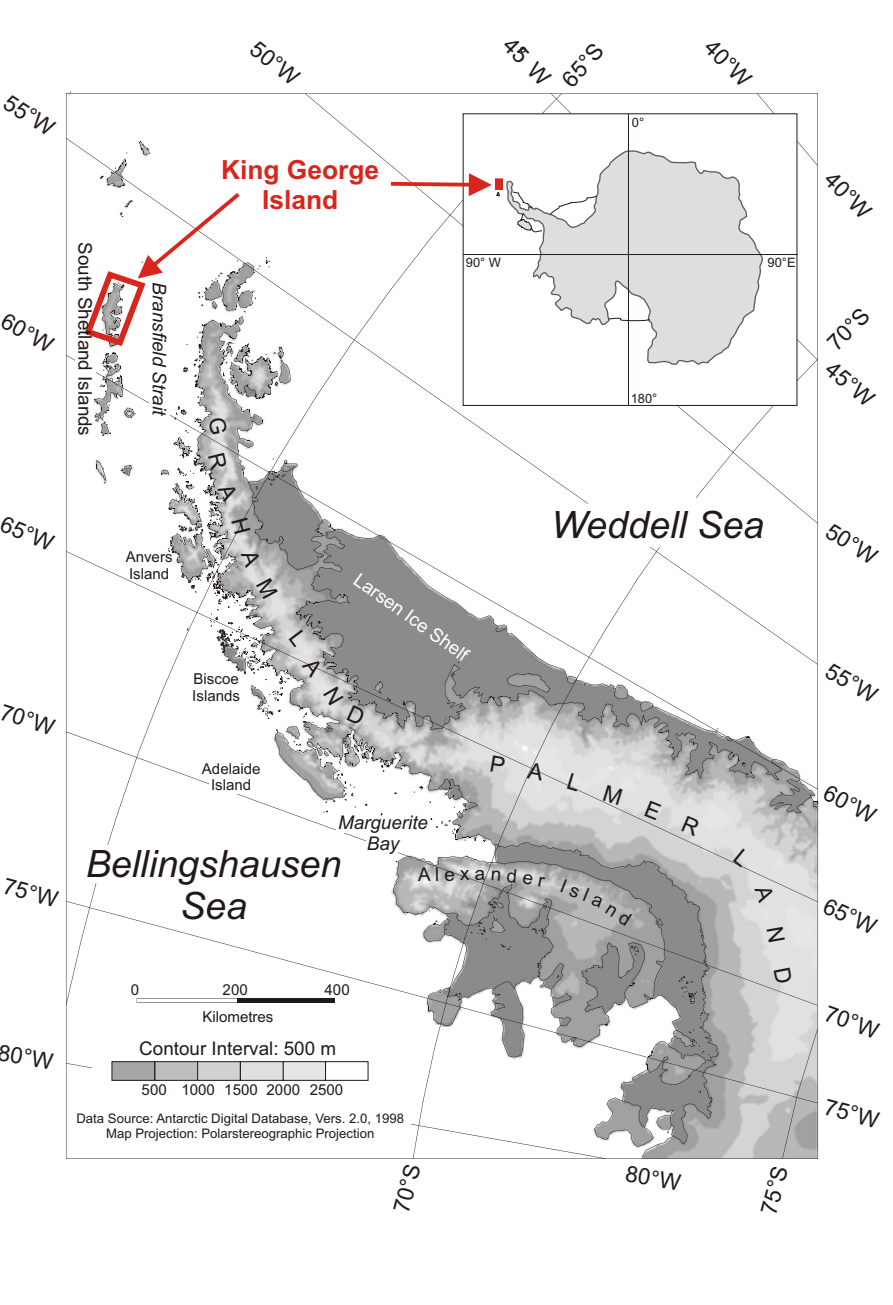 50°W
45°W
65°S
40°W
55°W
King George
Island
0°
90° W
90°E
180°
40°W
South Shetland Islands
Bransfield Strait
60°W
70°S
45°W
GRAHAM LAND
Weddell Sea
65°W
50°W
Anvers
Island
Larsen Ice Shelf
Biscoe
Islands
55°W
70°W
PALMER LAND
Adelaide
Island
60°W
Marguerite
Bay
Bellingshausen
Sea
Alexander Island
75°W
65°W
0 200 400
Kilometres
70°W
Contour Interval: 500 m
80°W
500 1000 1500 2000 2500
75°W
Data Source: Antarctic Digital Database, Vers. 2.0, 1998
Map Projection: Polarstereographic Projection
70°S
80°W
75°S